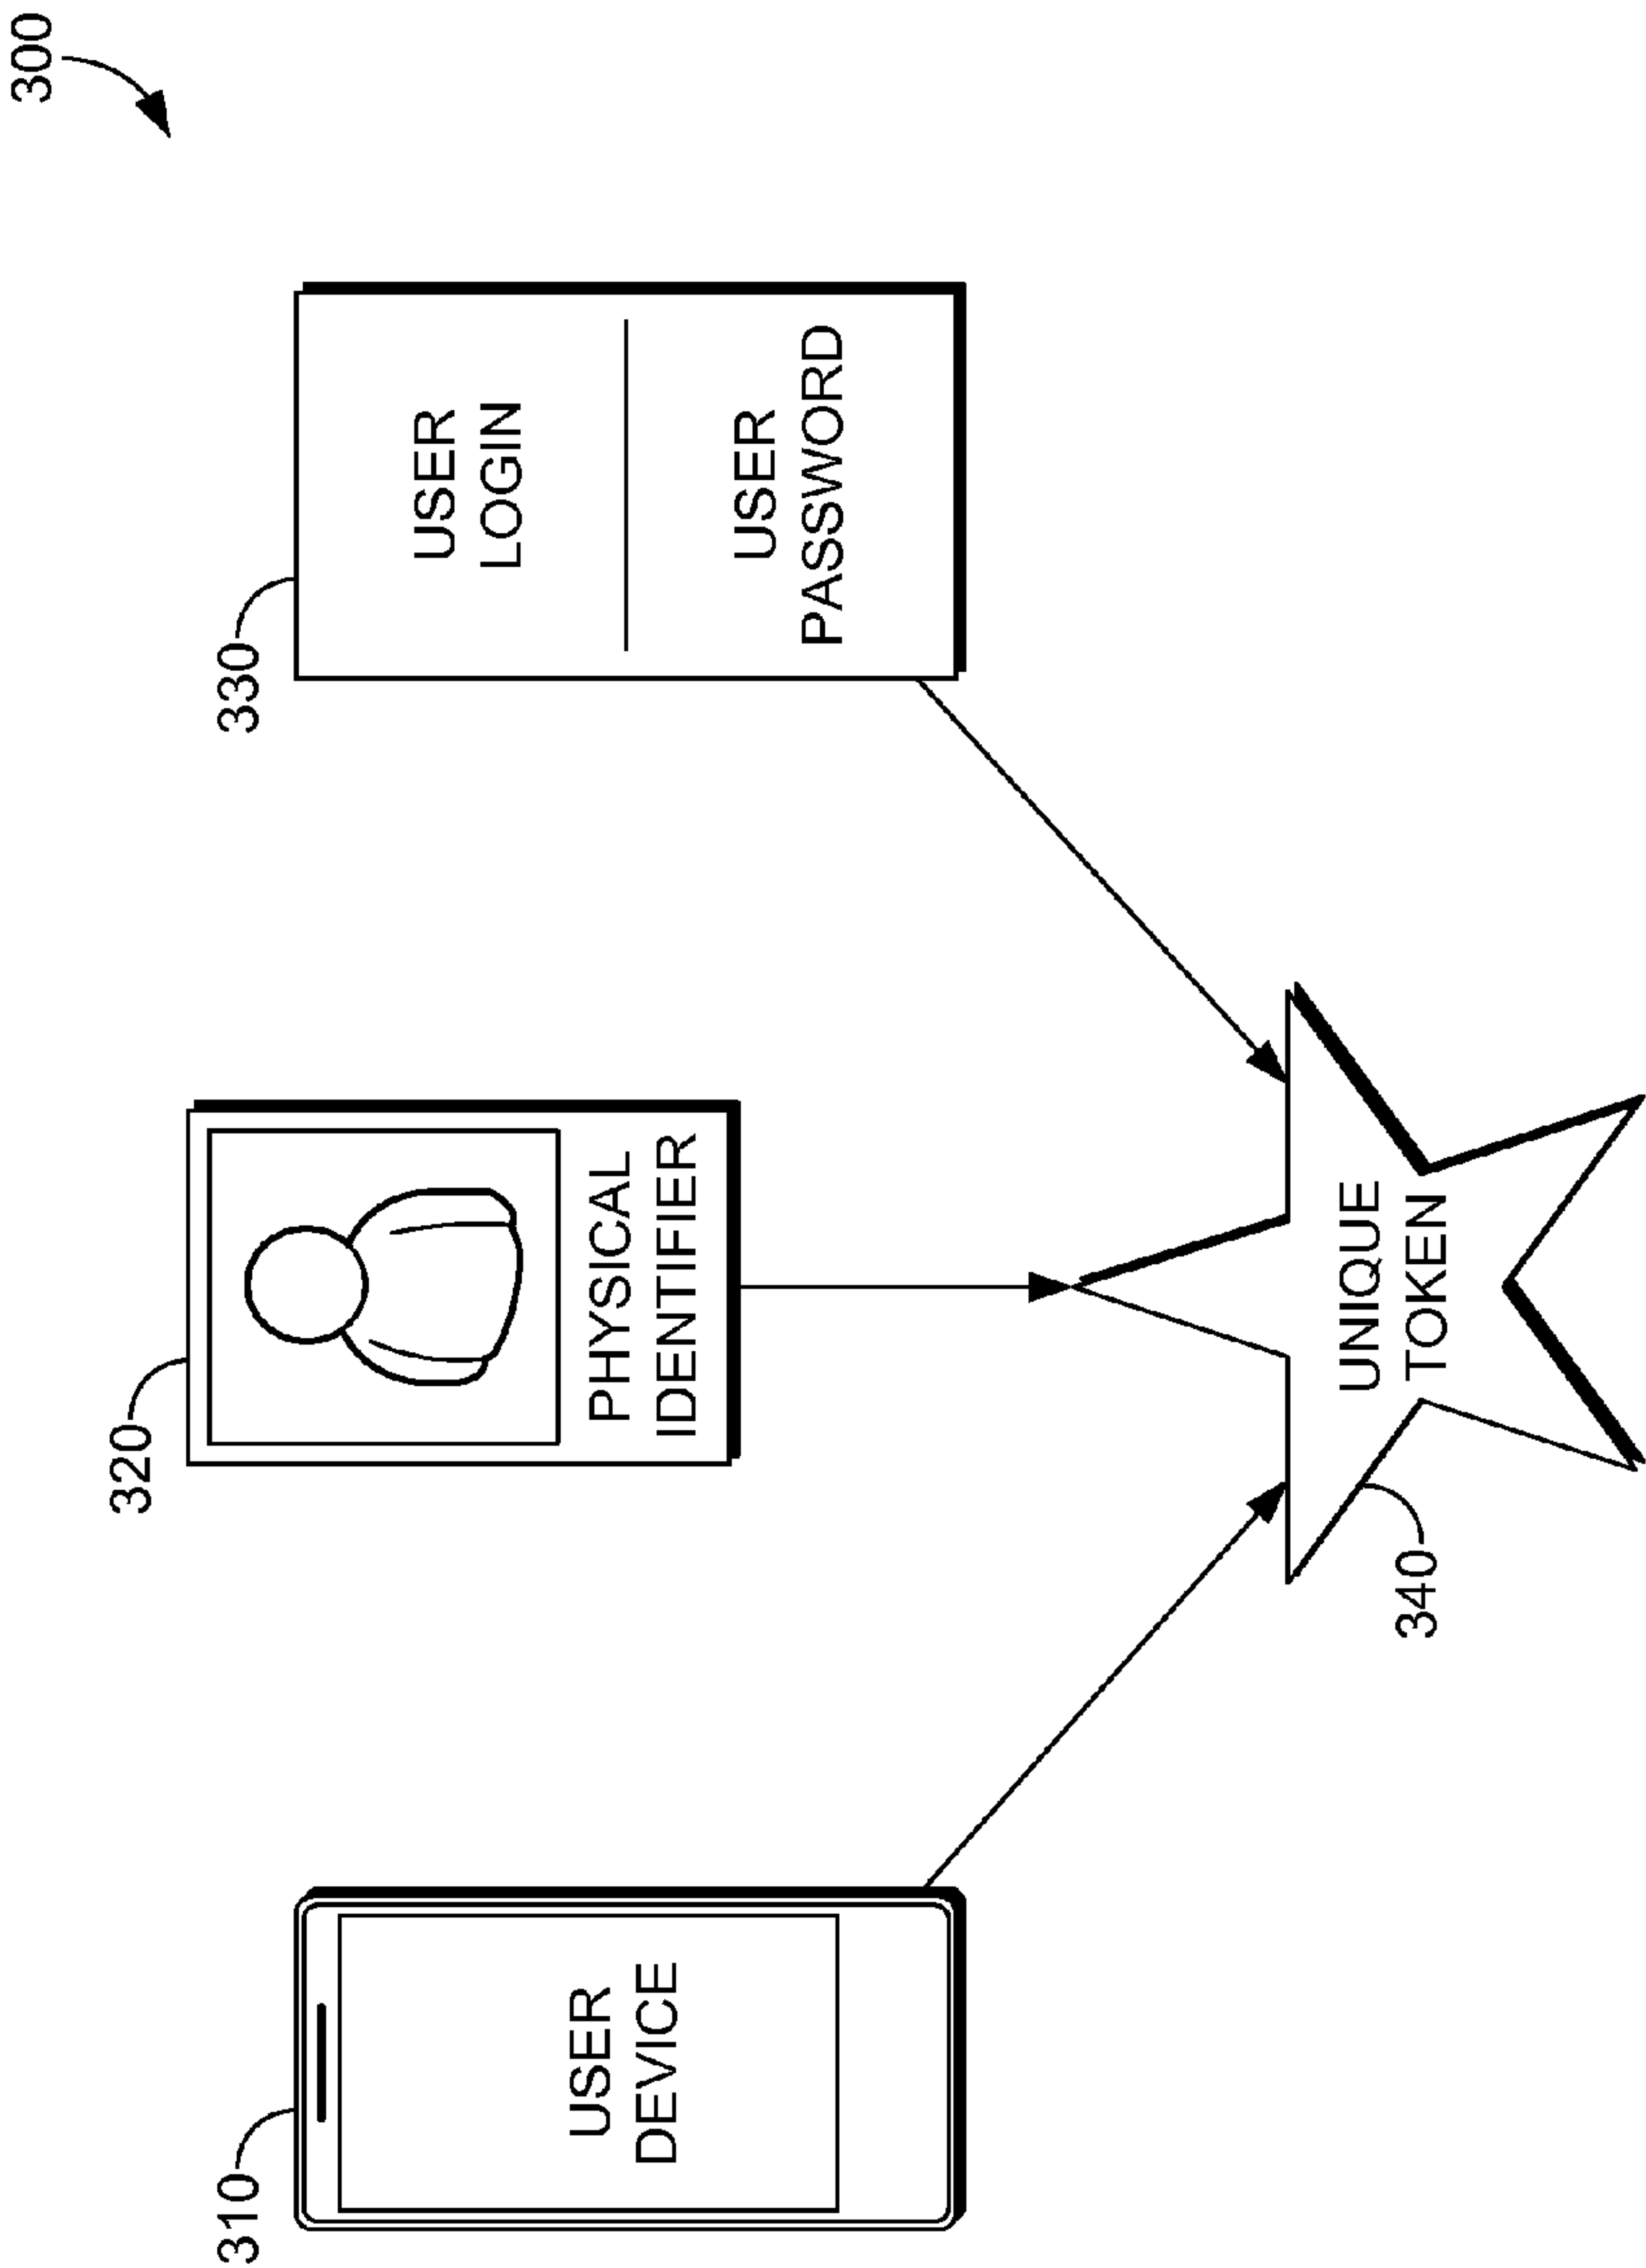 300
310
USER
DEVICE
320
PHYSICAL
IDENTIFIER
330
USER
LOGIN
USER
PASSWORD
340
UNIQUE
TOKEN